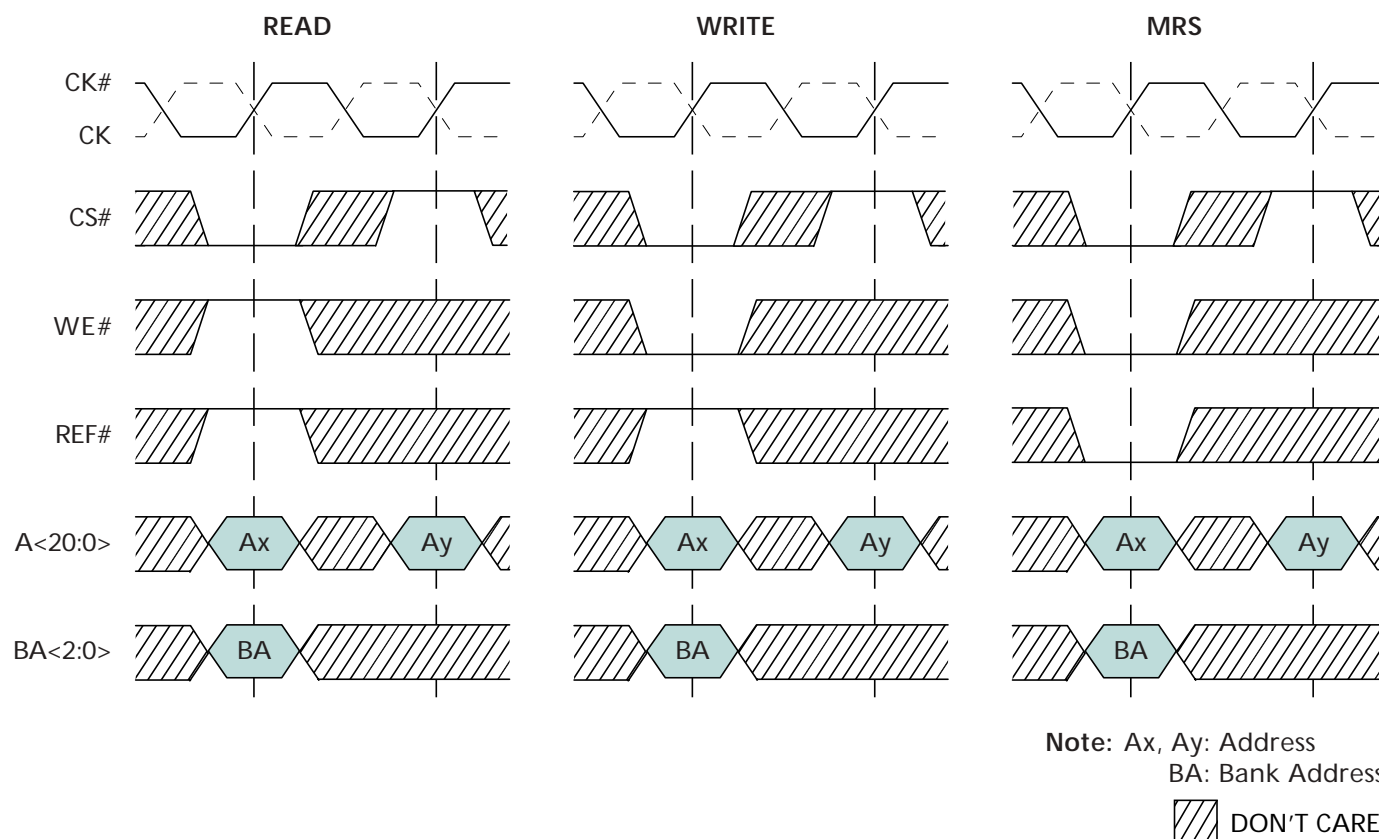 READ WRITE MRS
CK#
CK
CS#
WE#
REF#
A<20:0> Ax Ay Ax Ay Ax Ay
BA<2:0> BA BA BA
Note: Ax, Ay: Address
BA: Bank Address
DON'T CARE